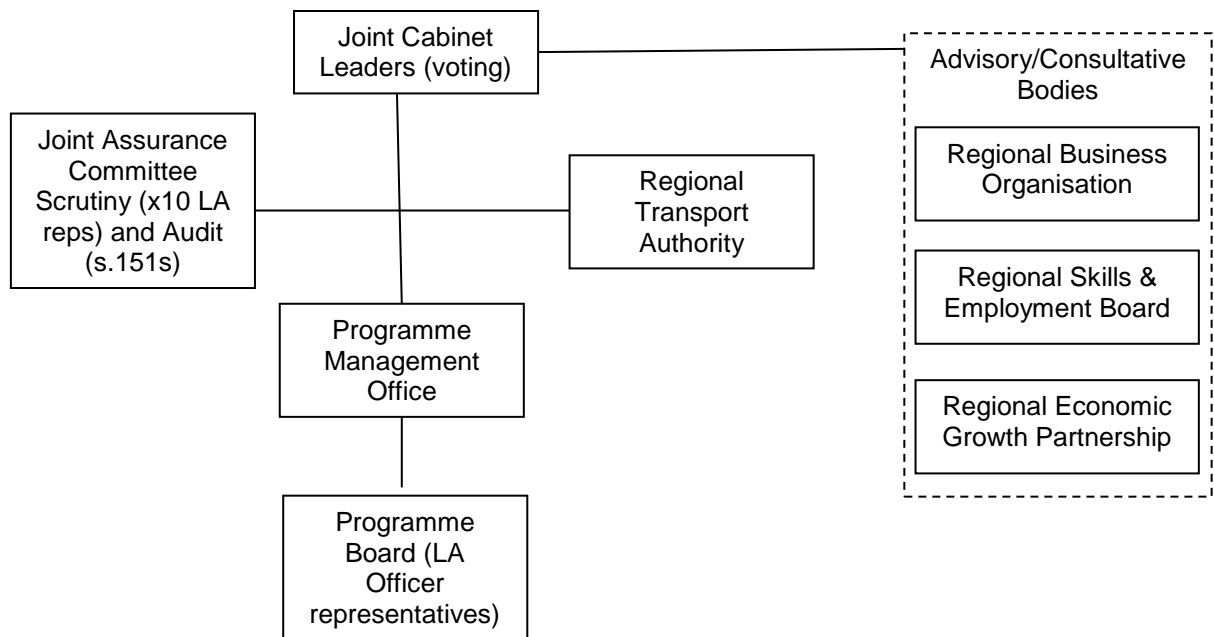 Joint Cabinet
Leaders (voting)
Advisory/Consultative
Bodies
Joint Assurance
Committee
Scrutiny (x10 LA
reps) and Audit
(s.151s)
Regional
Transport
Authority
Regional Business
Organisation
Regional Skills &
Employment Board
Programme
Management
Office
Regional Economic
Growth Partnership
Programme
Board (LA
Officer
representatives)